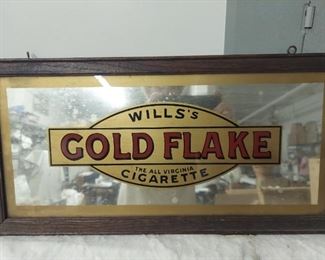 WILLS's
GOLD FLAKE
THE ALL VIRGINIA
CIGARETTE